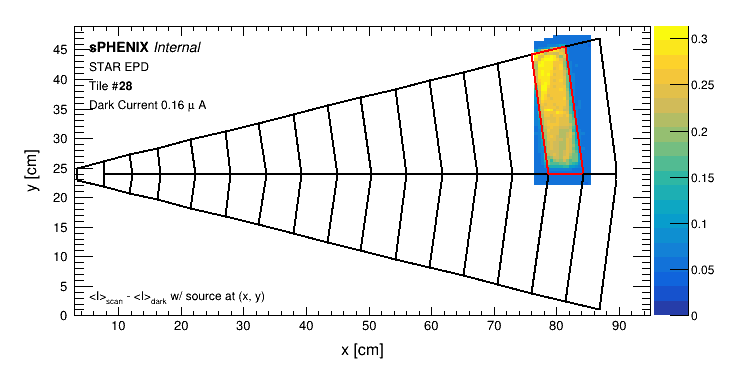 sPHENIX Internal
STAR EPD
Tile #28
Dark Current 0.16 μ A
<I>scan - <I>dark w/ source at (x, y)
y [cm]
45
40
35
30
25
20
15
10
5
0
10 20 30 40 50 60 70 80 90
x [cm]
0.3
0.25
0.2
0.15
0.1
0.05
0